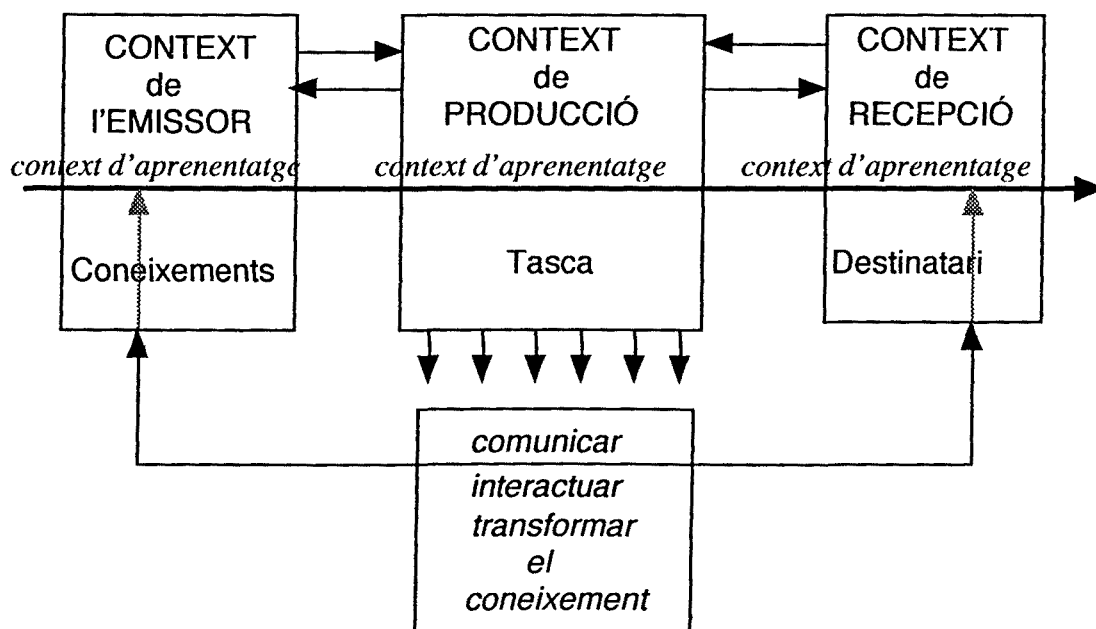 CONTEXT
de
l'EMISSOR
context d'aprenentatge
Coneixements
CONTEXT
de
PRODUCCIÓ
context d'aprenentatge
Tasca
CONTEXT
de
RECEPCIÓ
context d'aprenentatge
Destinatari
comunicar
interactuar
transformar
el
coneixement